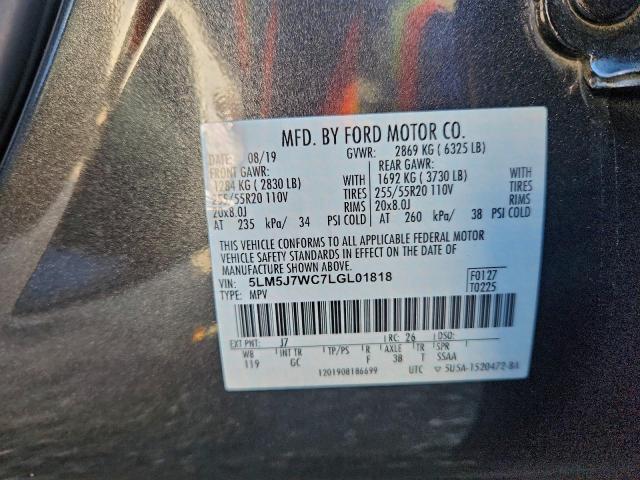 MFD. BY FORD MOTOR CO.
DATE: 08/19 GVWR: 2869 KG ( 6325 LB)
FRONT GAWR: REAR GAWR:
1284 KG ( 2830 LB) WITH 1692 KG ( 3730 LB) WITH
255/55R20 110V TIRES 255/55R20 110V TIRES
20x8.0J RIMS 20x8.0J RIMS
AT 235 kPa/ 34 PSI COLD AT 260 kPa/ 38 PSI COLD
THIS VEHICLE CONFORMS TO ALL APPLICABLE FEDERAL MOTOR
VEHICLE SAFETY STANDARDS IN EFFECT ON THE DATE OF
MANUFACTURE SHOWN ABOVE.
VIN: 5LM5J7WC7LGL01818 F0127
TYPE: MPV T0225
EXT PNT: J7 RC: 26 DSO:
WB INT TR TP/PS R AXLE TR SPR
119 GC F 38 T SSAA
1201908186699 UTC 5U5A-1520472-BA